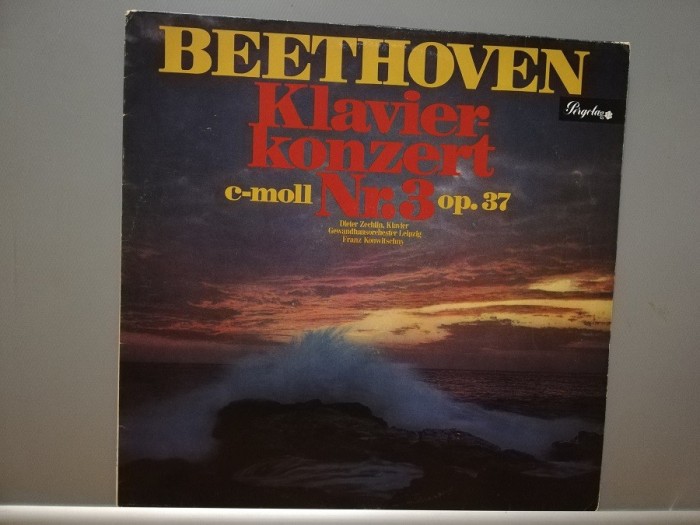 BEETHOVEN
Pergola
Klavier-
konzert
c-moll Nr. 3 op. 37
Dieter Zechlin, Klavier
Gewandhausorchester Leipzig
Franz Konwitschny